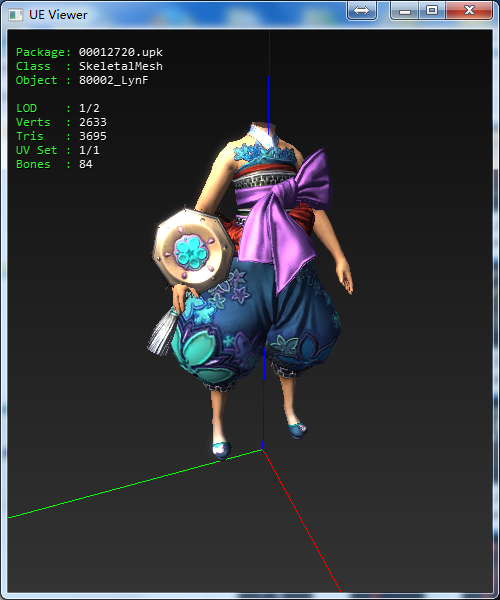 UE Viewer
Package: 00012720.upk
Class : SkeletalMesh
Object : 80002_LynF
LOD : 1/2
Verts : 2633
Tris : 3695
UV Set : 1/1
Bones : 84